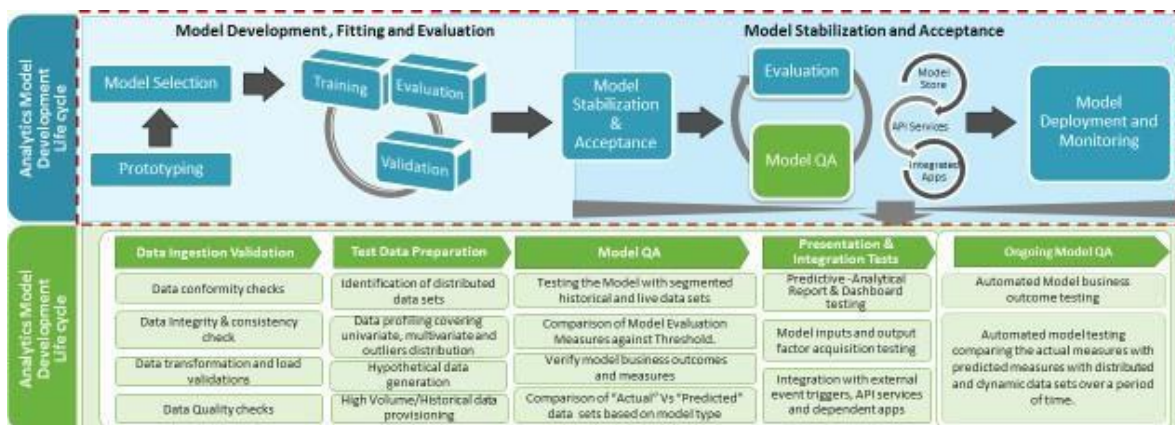 Analytics Model
Development
Life cycle
Model Development, Fitting and Evaluation
Model Selection
Prototyping
Training
Evaluation
Validation
Model
Stabilization
&
Acceptance
Model Stabilization and Acceptance
Evaluation
Model QA
Model
Store
API Services
Integrated
Apps
Model
Deployment and
Monitoring
Analytics Model
Development
Life cycle
Data Ingestion Validation
Data conformity checks
Data Integrity & consistency
check
Data transformation and load
validations
Data Quality checks
Test Data Preparation
Identification of distributed
data sets
Data profiling covering
univariate, multivariate and
outliers distribution
Hypothetical data
generation
High Volume/Historical data
provisioning
Model QA
Testing the Model with segmented
historical and live data sets
Comparison of Model Evaluation
Measures against Threshold.
Verify model business outcomes
and measures
Comparison of "Actual" Vs "Predicted"
data sets based on model type
Presentation &
Integration Tests
Predictive -Analytical
Report & Dashboard
testing
Model inputs and output
factor acquisition testing
Integration with external
event triggers, API services
and dependent apps
Ongoing Model QA
Automated Model business
outcome testing
Automated model testing
comparing the actual measures with
predicted measures with distributed
and dynamic data sets over a period
of time.